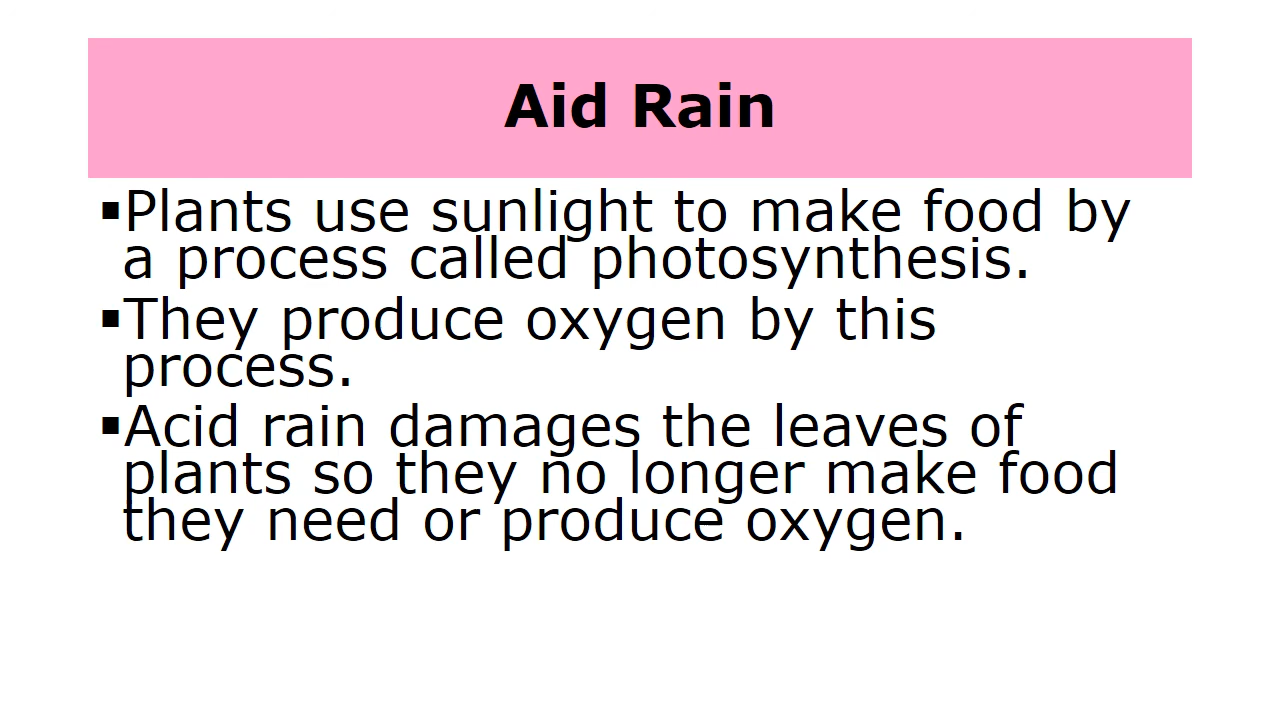 Aid Rain
▪Plants use sunlight to make food by
a process called photosynthesis.
▪They produce oxygen by this
process.
▪Acid rain damages the leaves of
plants so they no longer make food
they need or produce oxygen.